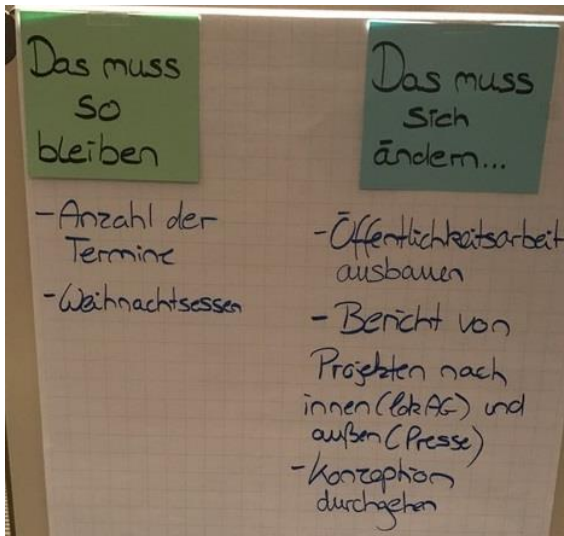 Das muss
so
bleiben
- Anzahl der
Termine
- Weihnachtsessen
Das muss
sich
ändern...
- Öffentlichkeitsarbeit
ausbauen
- Bericht von
Projekten nach
innen (lok AG) und
außen (Presse)
- Konzeption
durchgehen